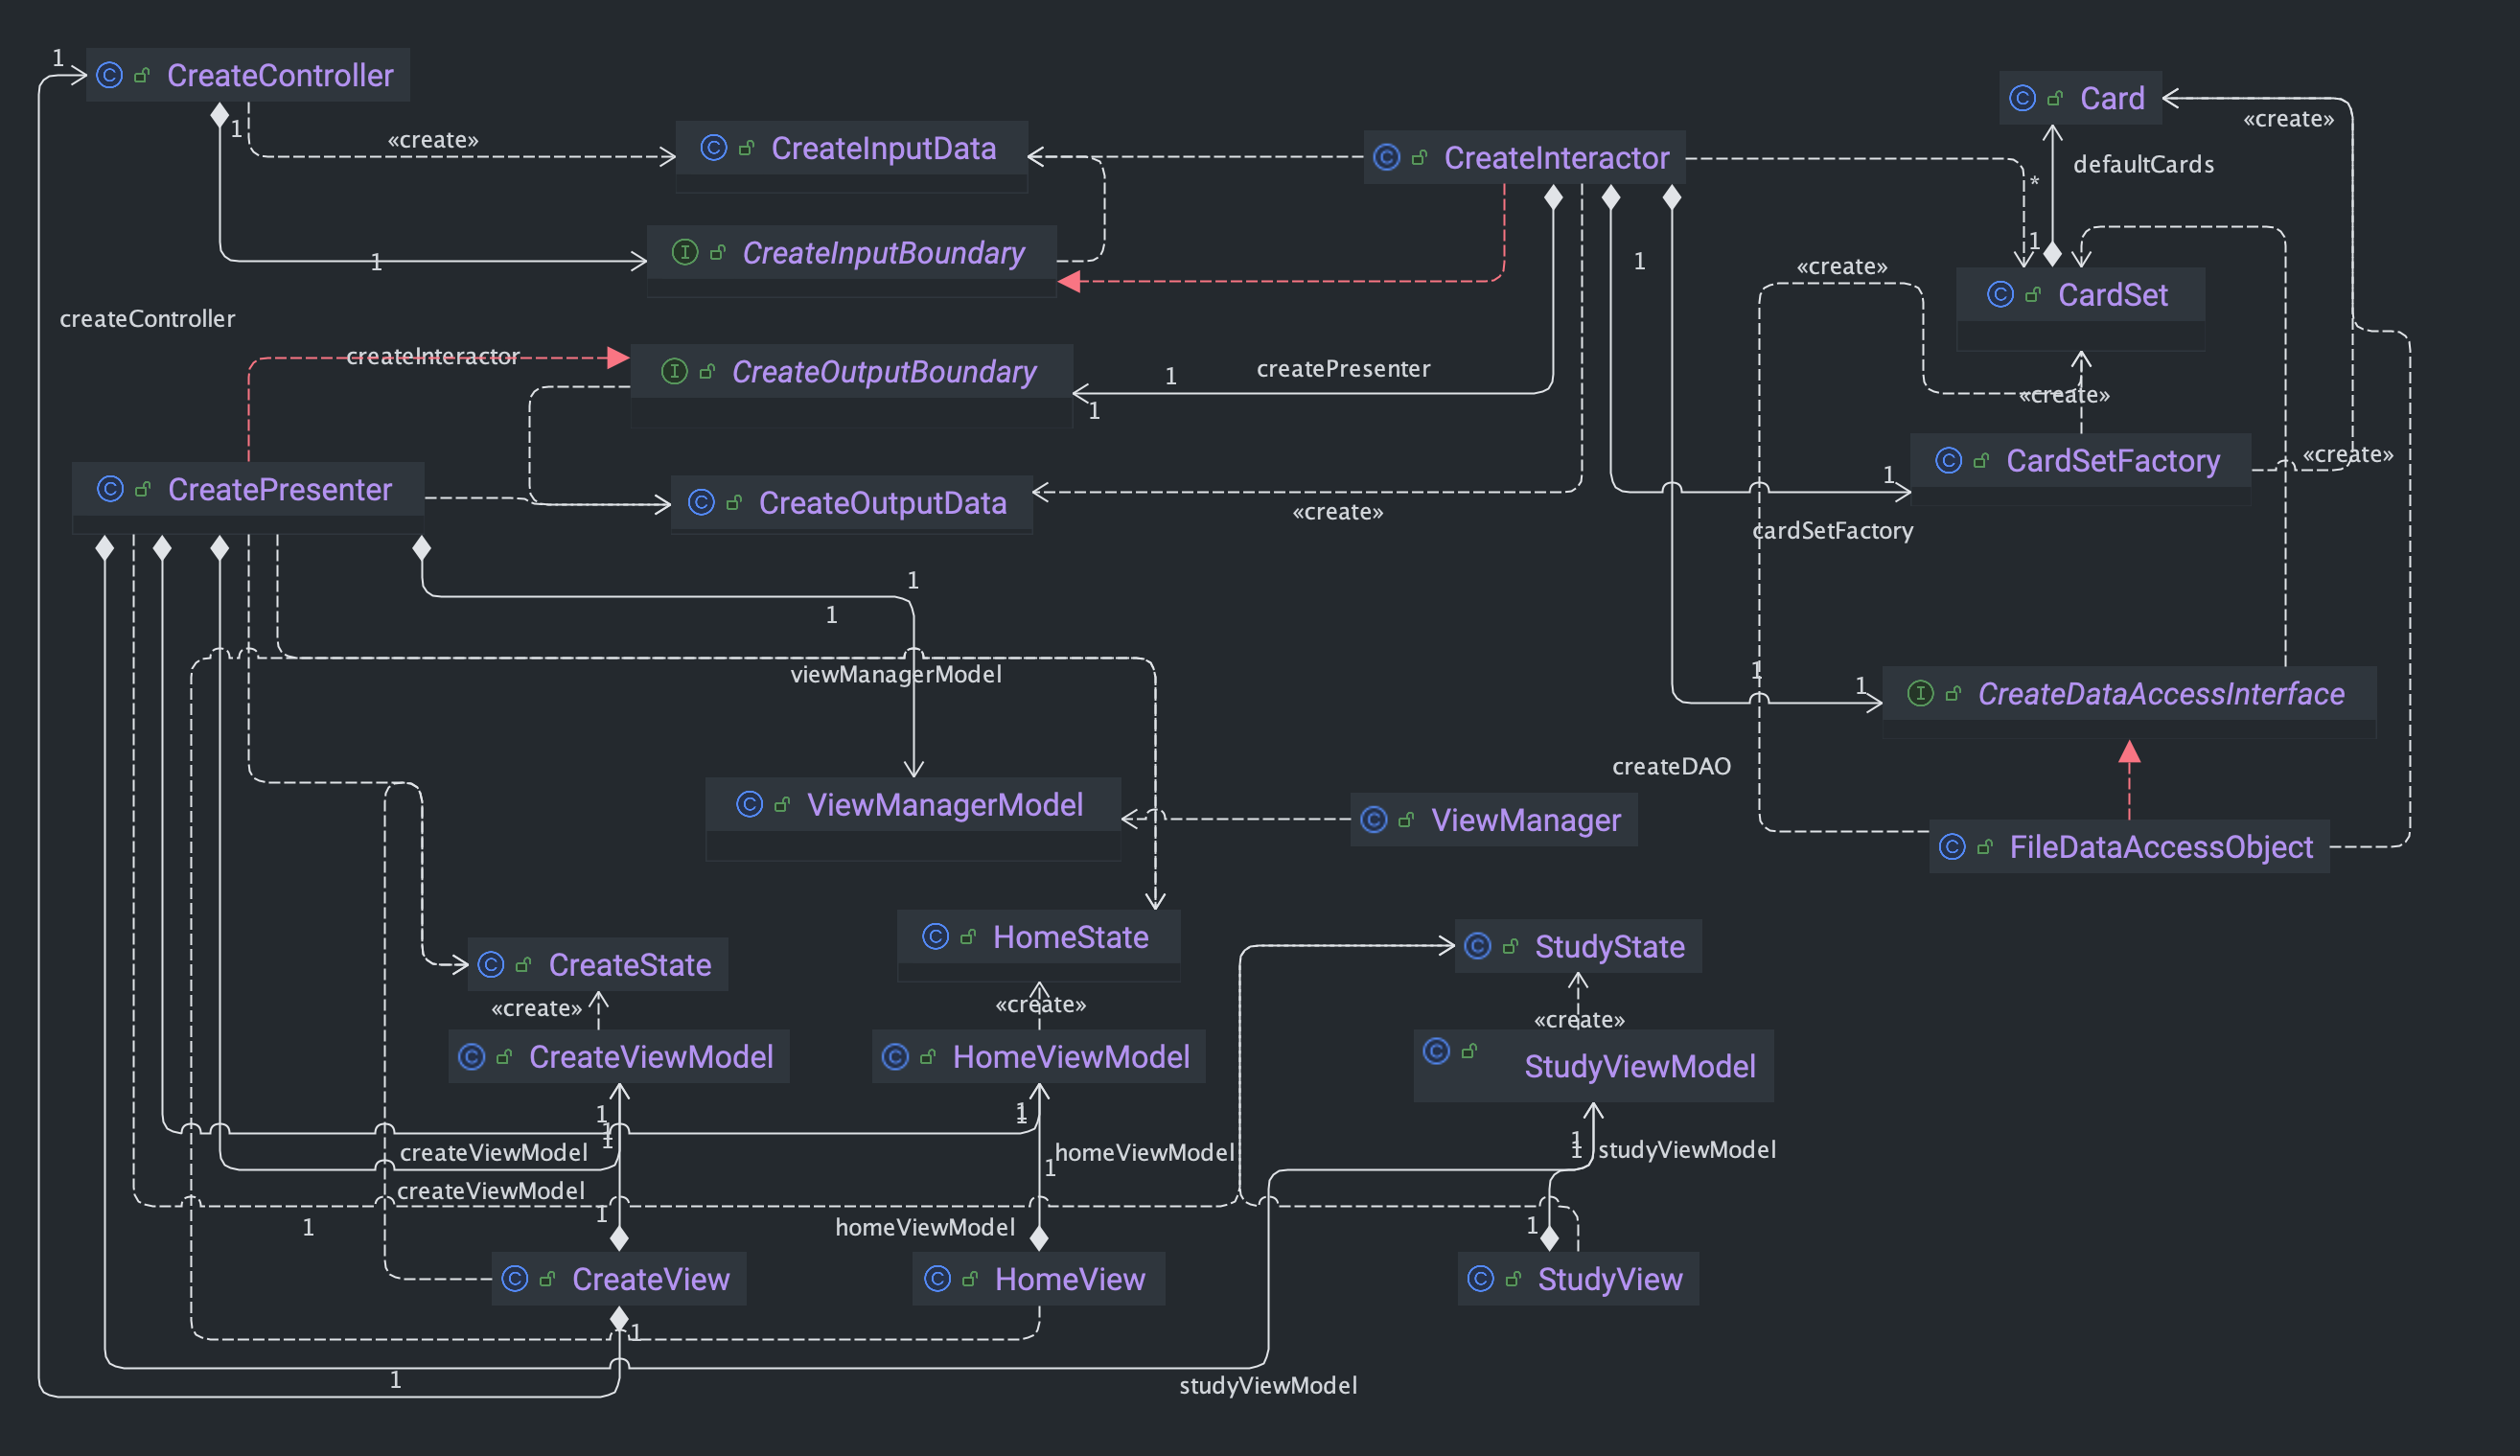 1
CreateController
Card
1
«create»
«create»
CreateInputData
CreateInteractor
defaultCards
*
1
CreateInputBoundary
1
1
«create»
CardSet
createController
createInteractor
CreateOutputBoundary
createPresenter
1
1
«create»
CardSetFactory
«create»
1
CreatePresenter
CreateOutputData
«create»
cardSetFactory
1
1
viewManagerModel
1
1
CreateDataAccessInterface
createDAO
ViewManagerModel
ViewManager
FileDataAccessObject
HomeState
StudyState
CreateState
«create»
«create»
«create»
CreateViewModel
HomeViewModel
StudyViewModel
1
1
1
1
1
1
1
createViewModel
homeViewModel
studyViewModel
1
createViewModel
1
1
homeViewModel
1
CreateView
HomeView
StudyView
1
1
studyViewModel